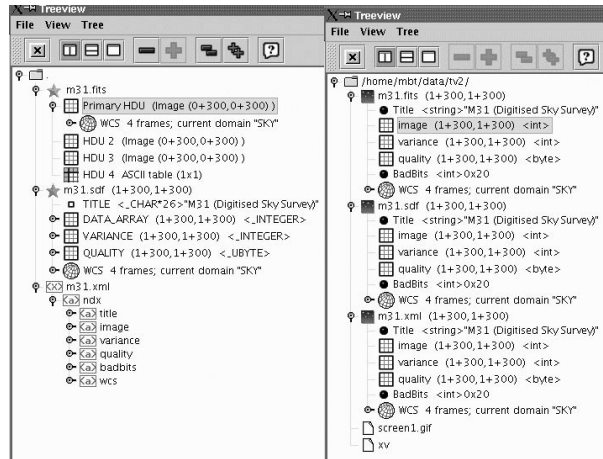 Treeview
File View Tree
.
m31.fits
Primary HDU (Image (0+300,0+300) )
WCS 4 frames; current domain "SKY"
HDU 2 (Image (0+300,0+300) )
HDU 3 (Image (0+300,0+300) )
HDU 4 ASCII table (1x1)
m31.sdf (1+300,1+300)
TITLE <_CHAR*26>"M31 (Digitised Sky Survey)"
DATA_ARRAY (1+300,1+300) <_INTEGER>
VARIANCE (1+300,1+300) <_INTEGER>
QUALITY (1+300,1+300) <_UBYTE>
WCS 4 frames; current domain "SKY"
<x> m31.xml
<a> ndx
<a> title
<a> image
<a> variance
<a> quality
<a> badbits
<a> wcs
Treeview
File View Tree
/home/mbt/data/tv2/
m31.fits (1+300,1+300)
Title <string>"M31 (Digitised Sky Survey)"
image (1+300,1+300) <int>
variance (1+300,1+300) <int>
quality (1+300,1+300) <byte>
BadBits <int>0x20
WCS 4 frames; current domain "SKY"
m31.sdf (1+300,1+300)
Title <string>"M31 (Digitised Sky Survey)"
image (1+300,1+300) <int>
variance (1+300,1+300) <int>
quality (1+300,1+300) <byte>
BadBits <int>0x20
WCS 4 frames; current domain "SKY"
m31.xml (1+300,1+300)
Title <string>"M31 (Digitised Sky Survey)"
image (1+300,1+300) <int>
variance (1+300,1+300) <int>
quality (1+300,1+300) <byte>
BadBits <int>0x20
WCS 4 frames; current domain "SKY"
screen1.gif
xv